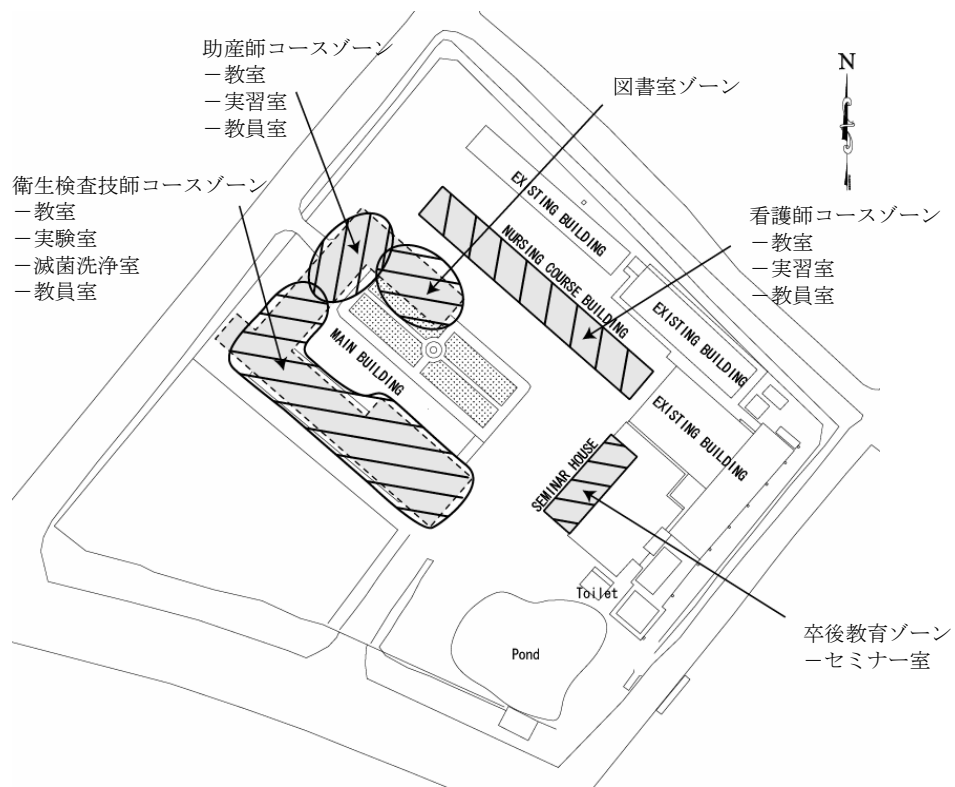 助産師コースゾーン
－教室
－実習室
－教員室
図書室ゾーン
N
衛生検査技師コースゾーン
－教室
－実験室
－滅菌洗浄室
－教員室
看護師コースゾーン
－教室
－実習室
－教員室
EXISTING BUILDING
NURSING COURSE BUILDING
EXISTING BUILDING
MAIN BUILDING
EXISTING BUILDING
SEMINAR HOUSE
Toilet
Pond
卒後教育ゾーン
－セミナー室